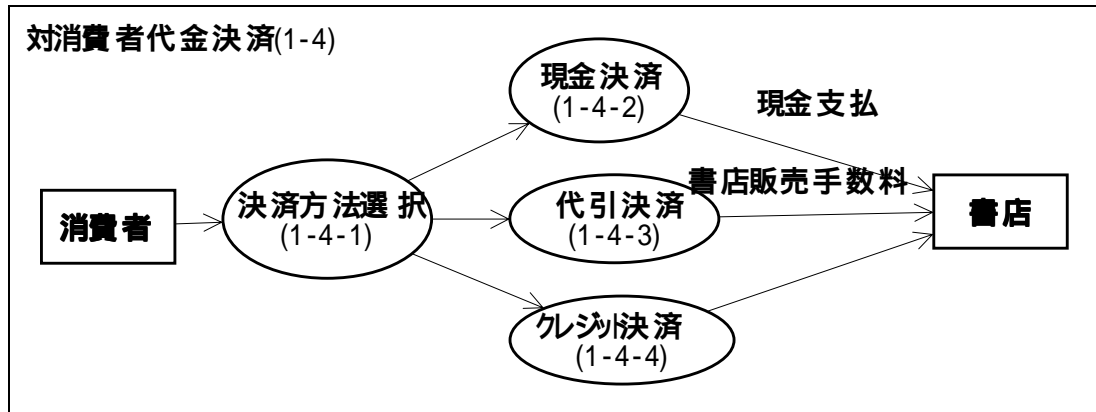 対消費者代金決済(1-4)
現金決済
(1-4-2)
現金支払
消費者
決済方法選択
(1-4-1)
書店販売手数料
代引決済
(1-4-3)
書店
クレジット決済
(1-4-4)